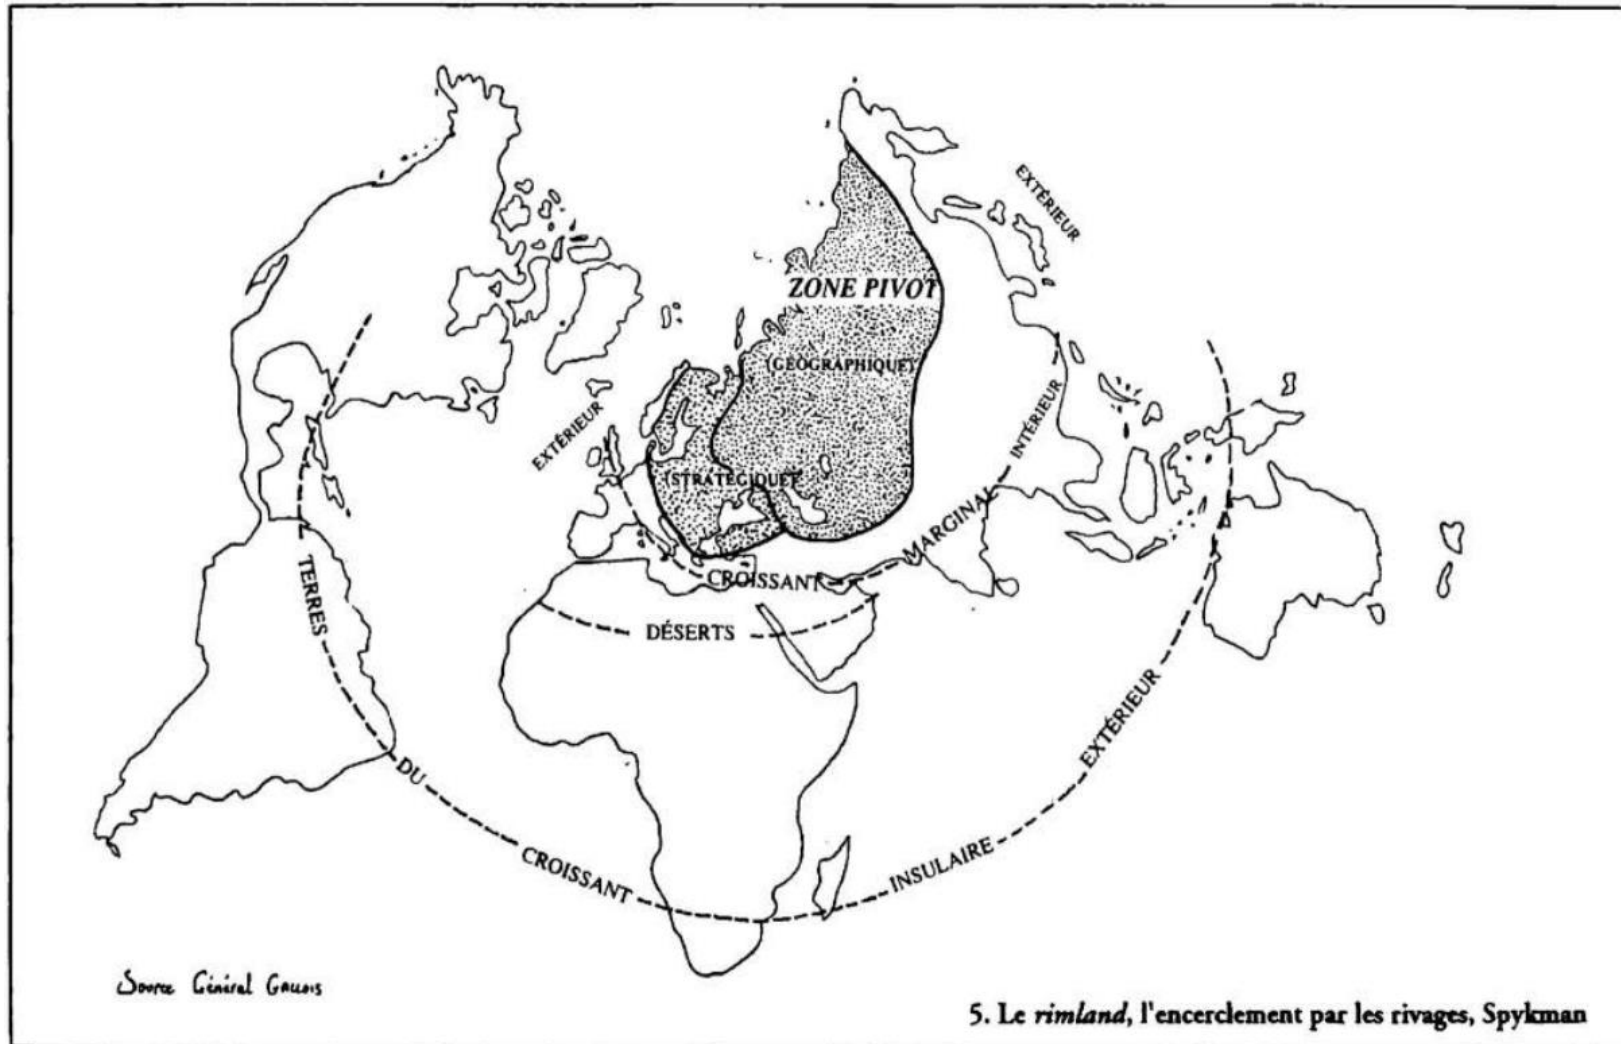 EXTÉRIEUR
ZONE PIVOT
(GÉOGRAPHIQUE)
EXTÉRIEUR
(STRATÉGIQUE)
CROISSANT MARGINAL INTÉRIEUR
DÉSERTS
TERRES DU CROISSANT INSULAIRE EXTÉRIEUR
Source Général Gallois
5. Le rimland, l'encerclement par les rivages, Spykman